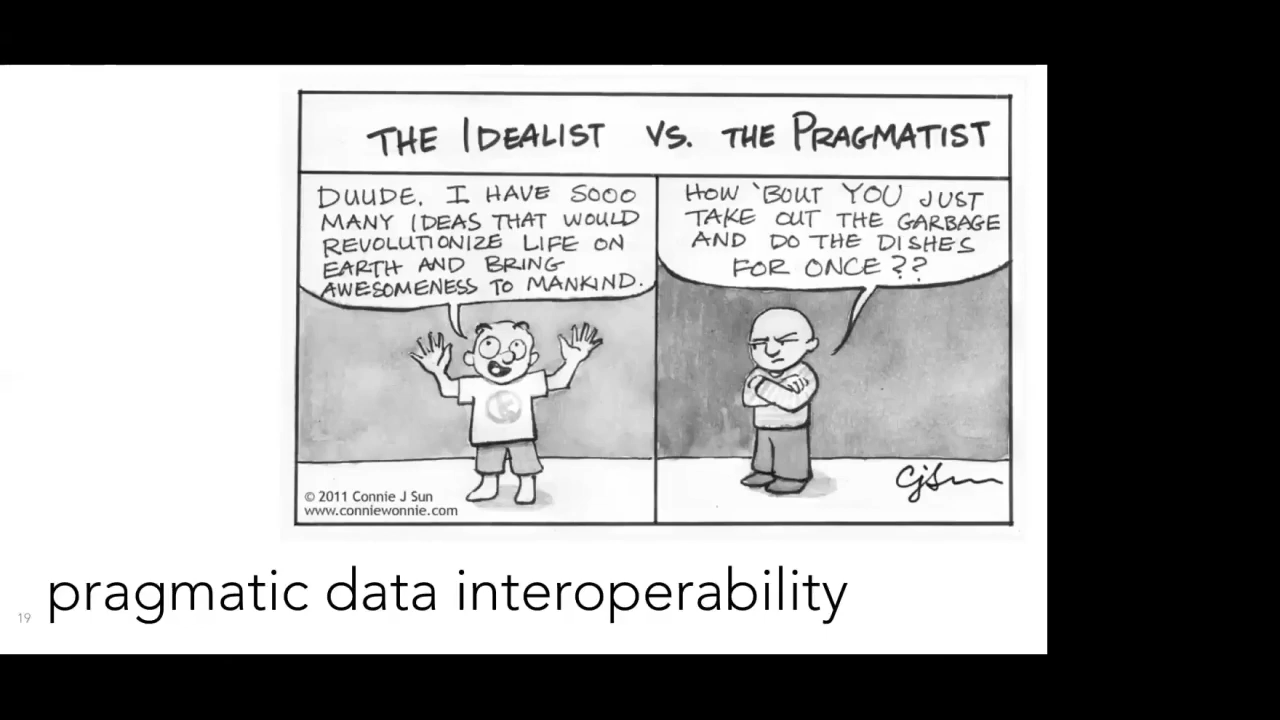 THE IDEALIST VS. THE PRAGMATIST
DUUDE, I HAVE SOOO
MANY IDEAS THAT WOULD
REVOLUTIONIZE LIFE ON
EARTH AND BRING
AWESOMENESS TO MANKIND.
HOW 'BOUT YOU JUST
TAKE OUT THE GARBAGE
AND DO THE DISHES
FOR ONCE??
© 2011 Connie J Sun
www.conniewonnie.com
CJSun
pragmatic data interoperability
19